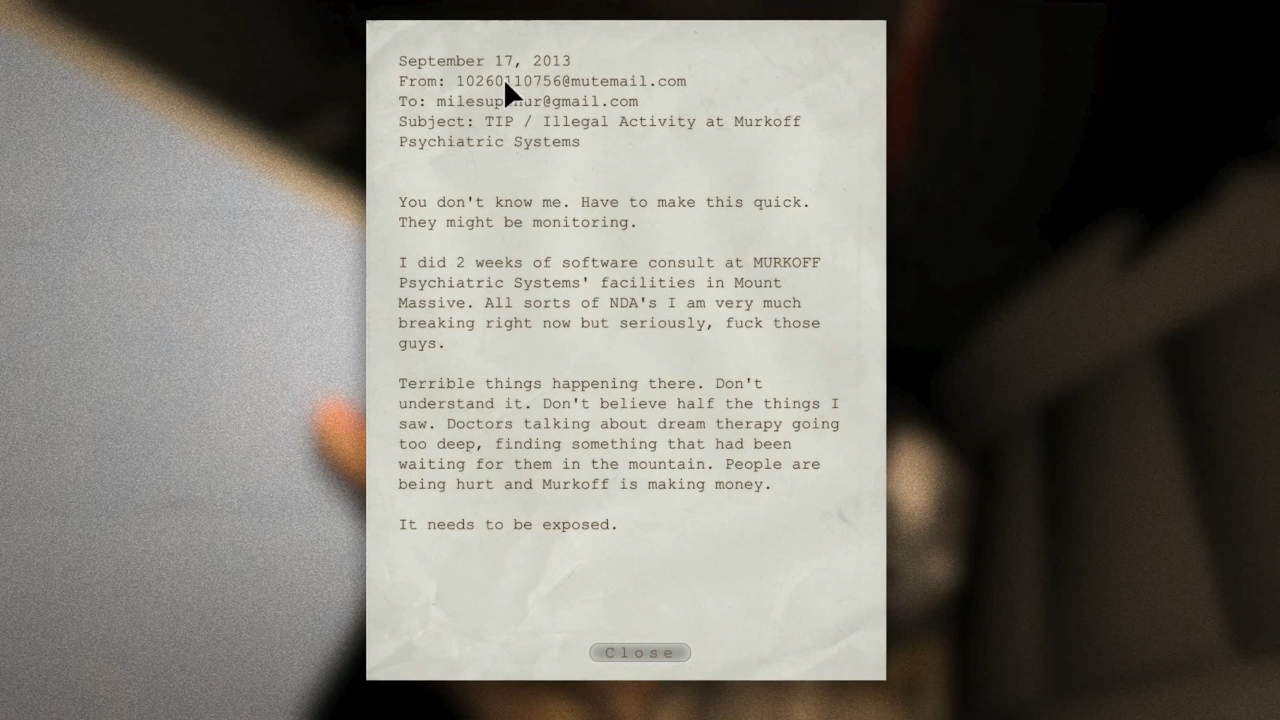 September 17, 2013
From: 10260110756@mutemail.com
To:
Subject: TIP / Illegal Activity at Murkoff
Psychiatric Systems
You don't know me. Have to make this quick.
They might be monitoring.
I did 2 weeks of software consult at MURKOFF
Psychiatric Systems' facilities in Mount
Massive. All sorts of NDA's I am very much
breaking right now but seriously, fuck those
guys.
Terrible things happening there. Don't
understand it. Don't believe half the things I
saw. Doctors talking about dream therapy going
too deep, finding something that had been
waiting for them in the mountain. People are
being hurt and Murkoff is making money.
It needs to be exposed.
Close